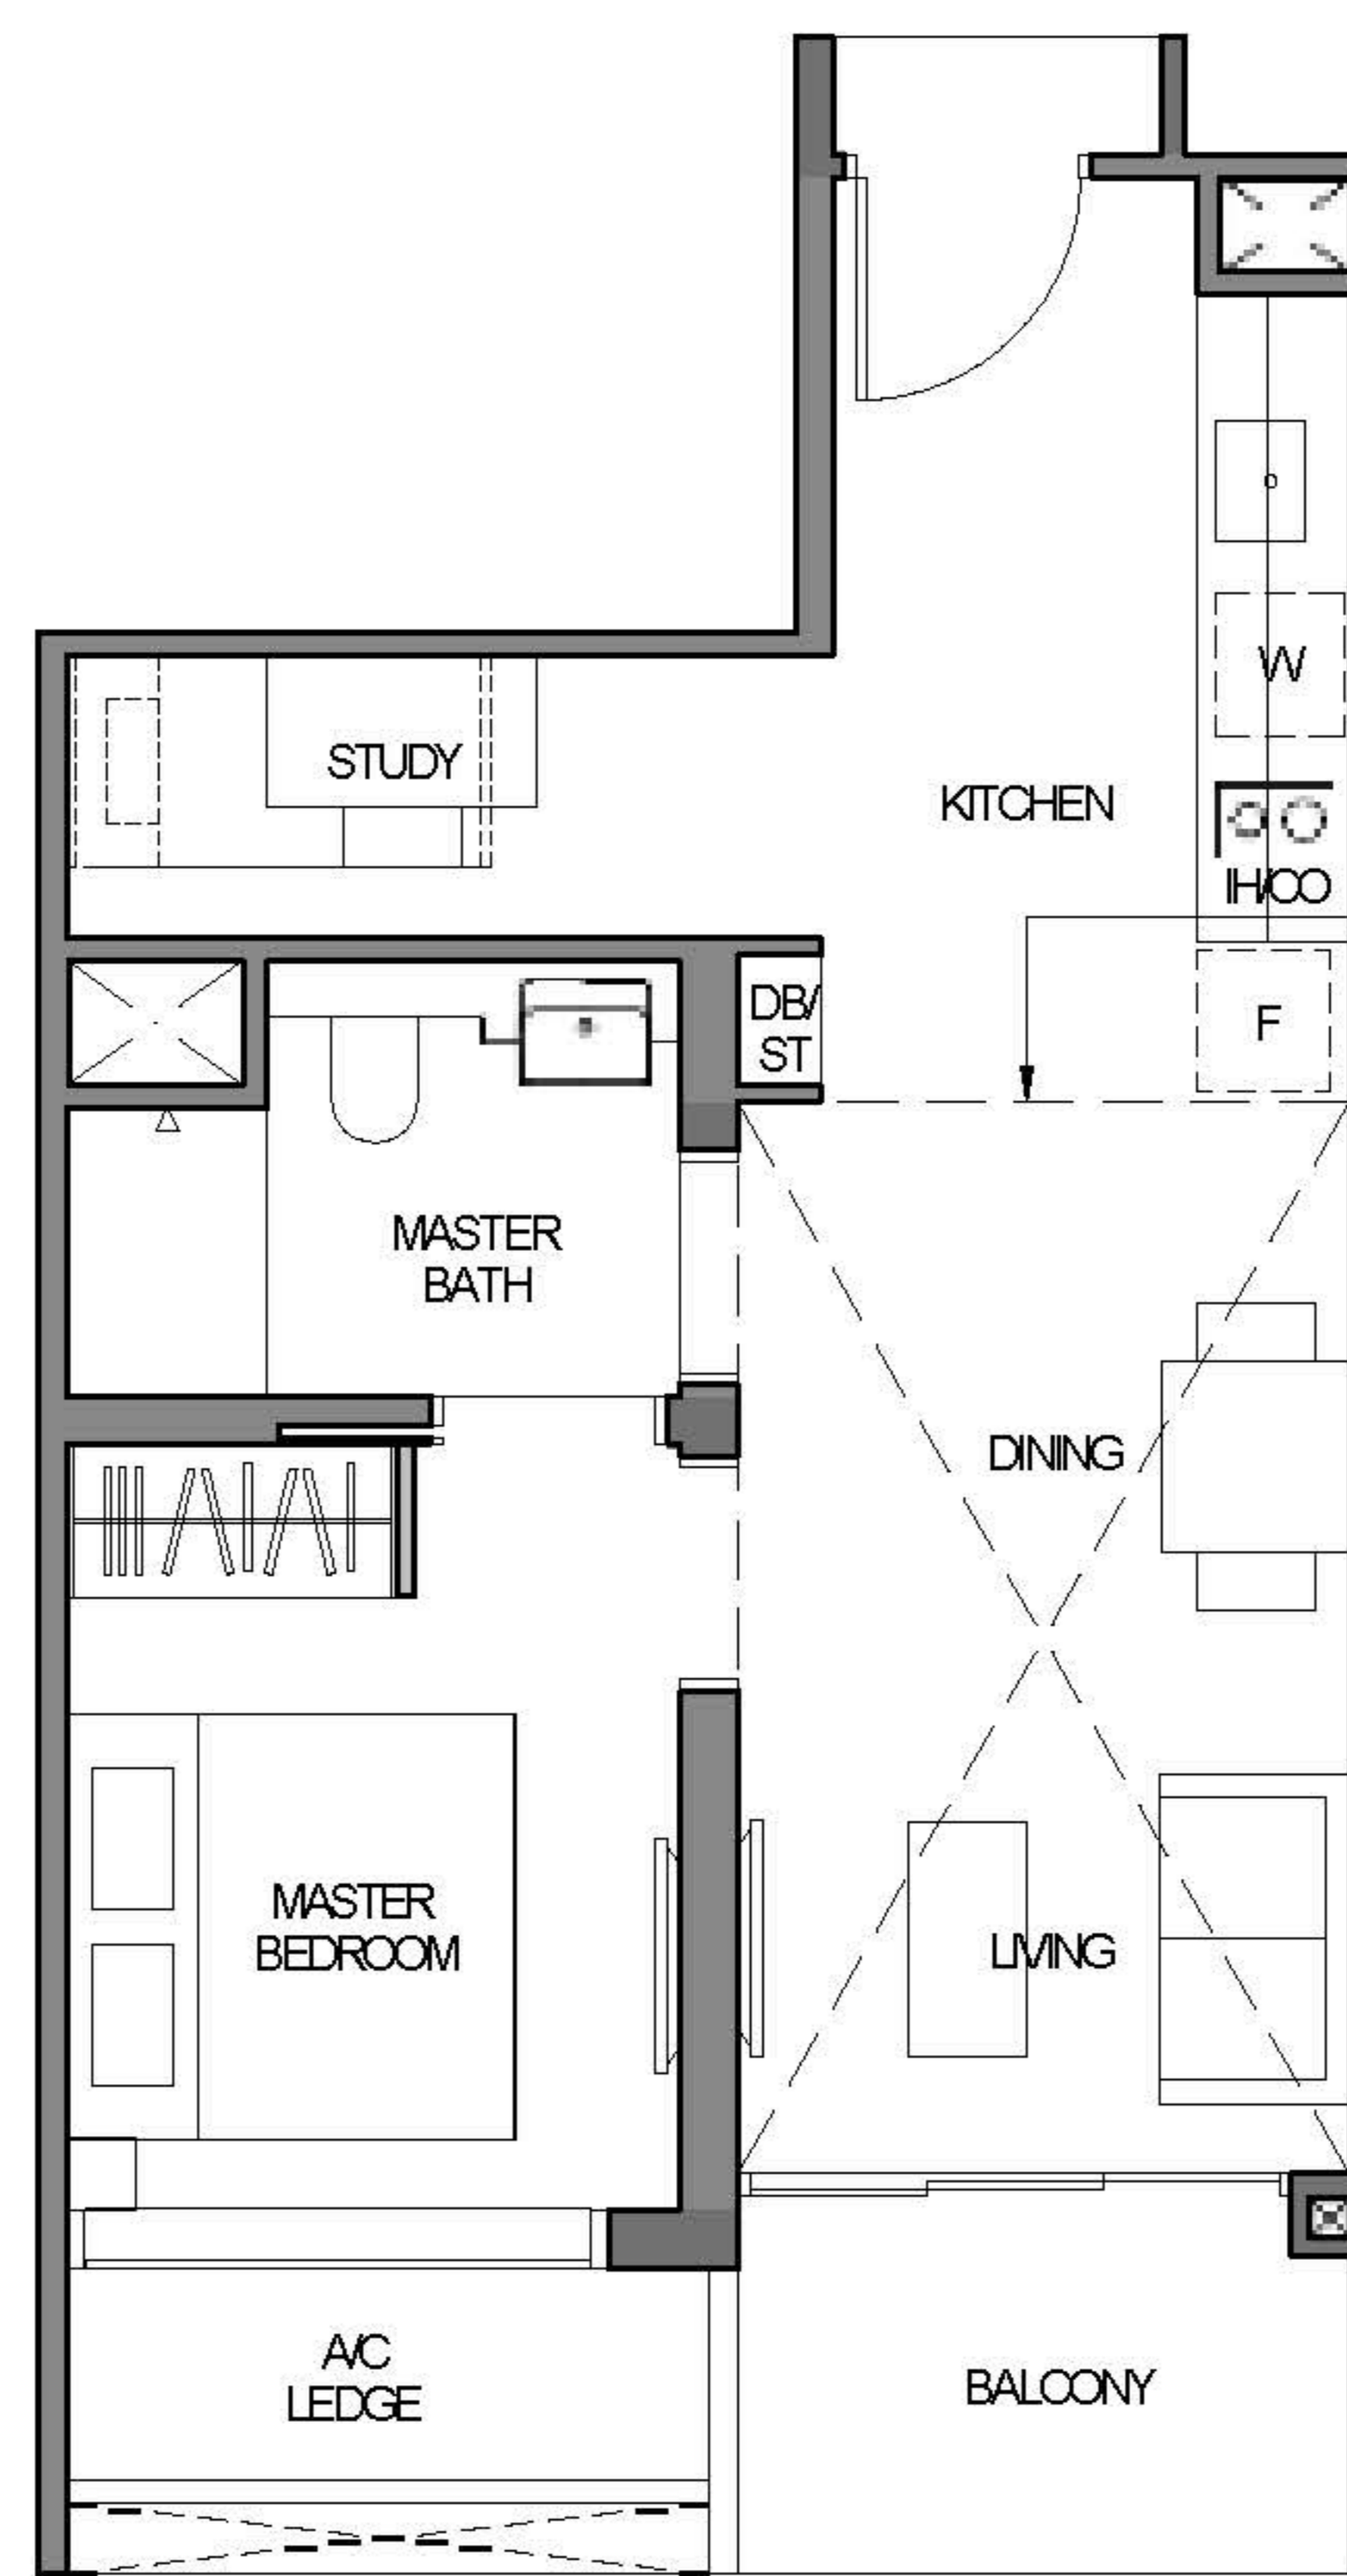 W
STUDY
KITCHEN
IH/CO
DB/
ST
F
MASTER
BATH
DINING
MASTER
BEDROOM
LIVING
A/C
LEDGE
BALCONY